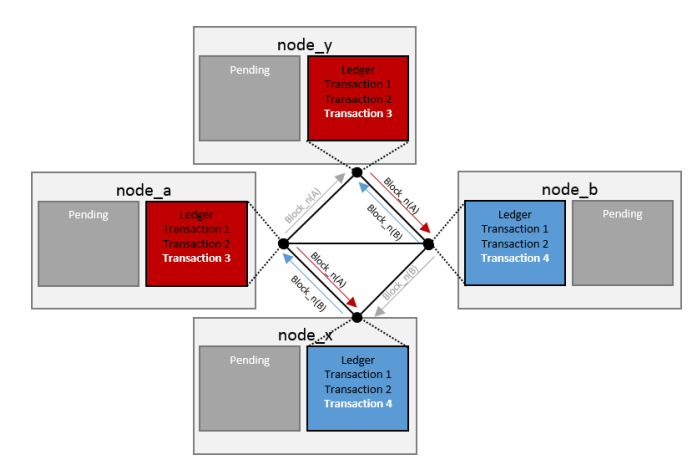 node_y
Pending
Ledger
Transaction 1
Transaction 2
Transaction 3
node_a
Pending
Ledger
Transaction 1
Transaction 2
Transaction 3
Block_n(A)
Block_n(A)
Block_n(B)
node_b
Ledger
Transaction 1
Transaction 2
Transaction 4
Pending
Block_n(A)
Block_n(B)
Block_n(B)
node_x
Pending
Ledger
Transaction 1
Transaction 2
Transaction 4